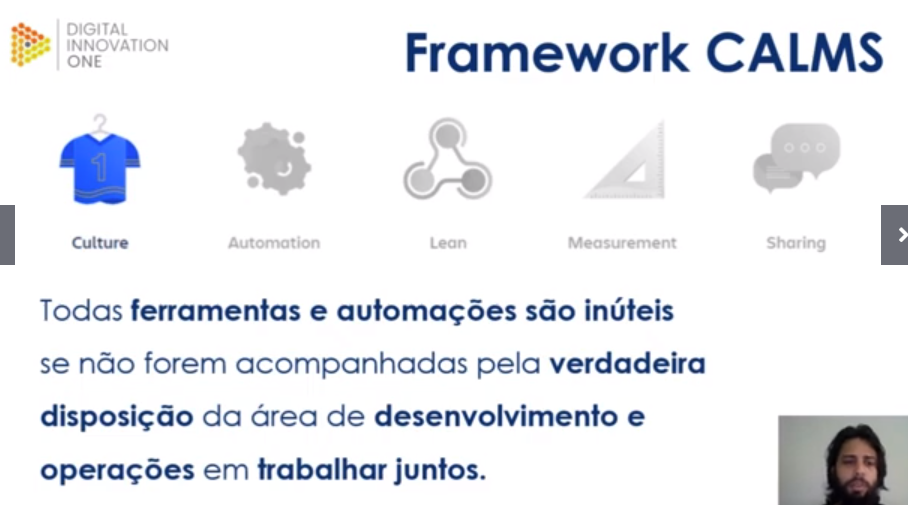 DIGITAL
INNOVATION
ONE
Framework CALMS
1
Culture
Automation
Lean
Measurement
Sharing
Todas ferramentas e automações são inúteis
se não forem acompanhadas pela verdadeira
disposição da área de desenvolvimento e
operações em trabalhar juntos.